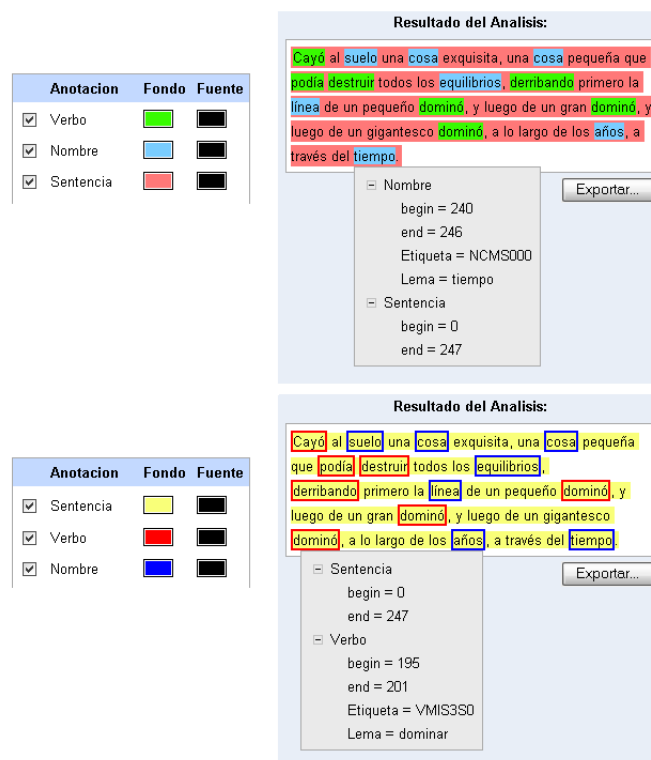 Resultado del Analisis:
Anotacion Fondo Fuente
Verbo
Nombre
Sentencia
Cayó al suelo una cosa exquisita, una cosa pequeña que
podía destruir todos los equilibrios, derribando primero la
línea de un pequeño dominó, y luego de un gran dominó, y
luego de un gigantesco dominó, a lo largo de los años, a
través del tiempo.
Nombre
begin = 240
end = 246
Etiqueta = NCMS000
Lema = tiempo
Sentencia
begin = 0
end = 247
Exportar...
Resultado del Analisis:
Anotacion Fondo Fuente
Sentencia
Verbo
Nombre
Cayó al suelo una cosa exquisita, una cosa pequeña
que podía destruir todos los equilibrios,
derribando primero la línea de un pequeño dominó, y
luego de un gran dominó, y luego de un gigantesco
dominó, a lo largo de los años, a través del tiempo.
Sentencia
begin = 0
end = 247
Verbo
begin = 195
end = 201
Etiqueta = VMIS3S0
Lema = dominar
Exportar...